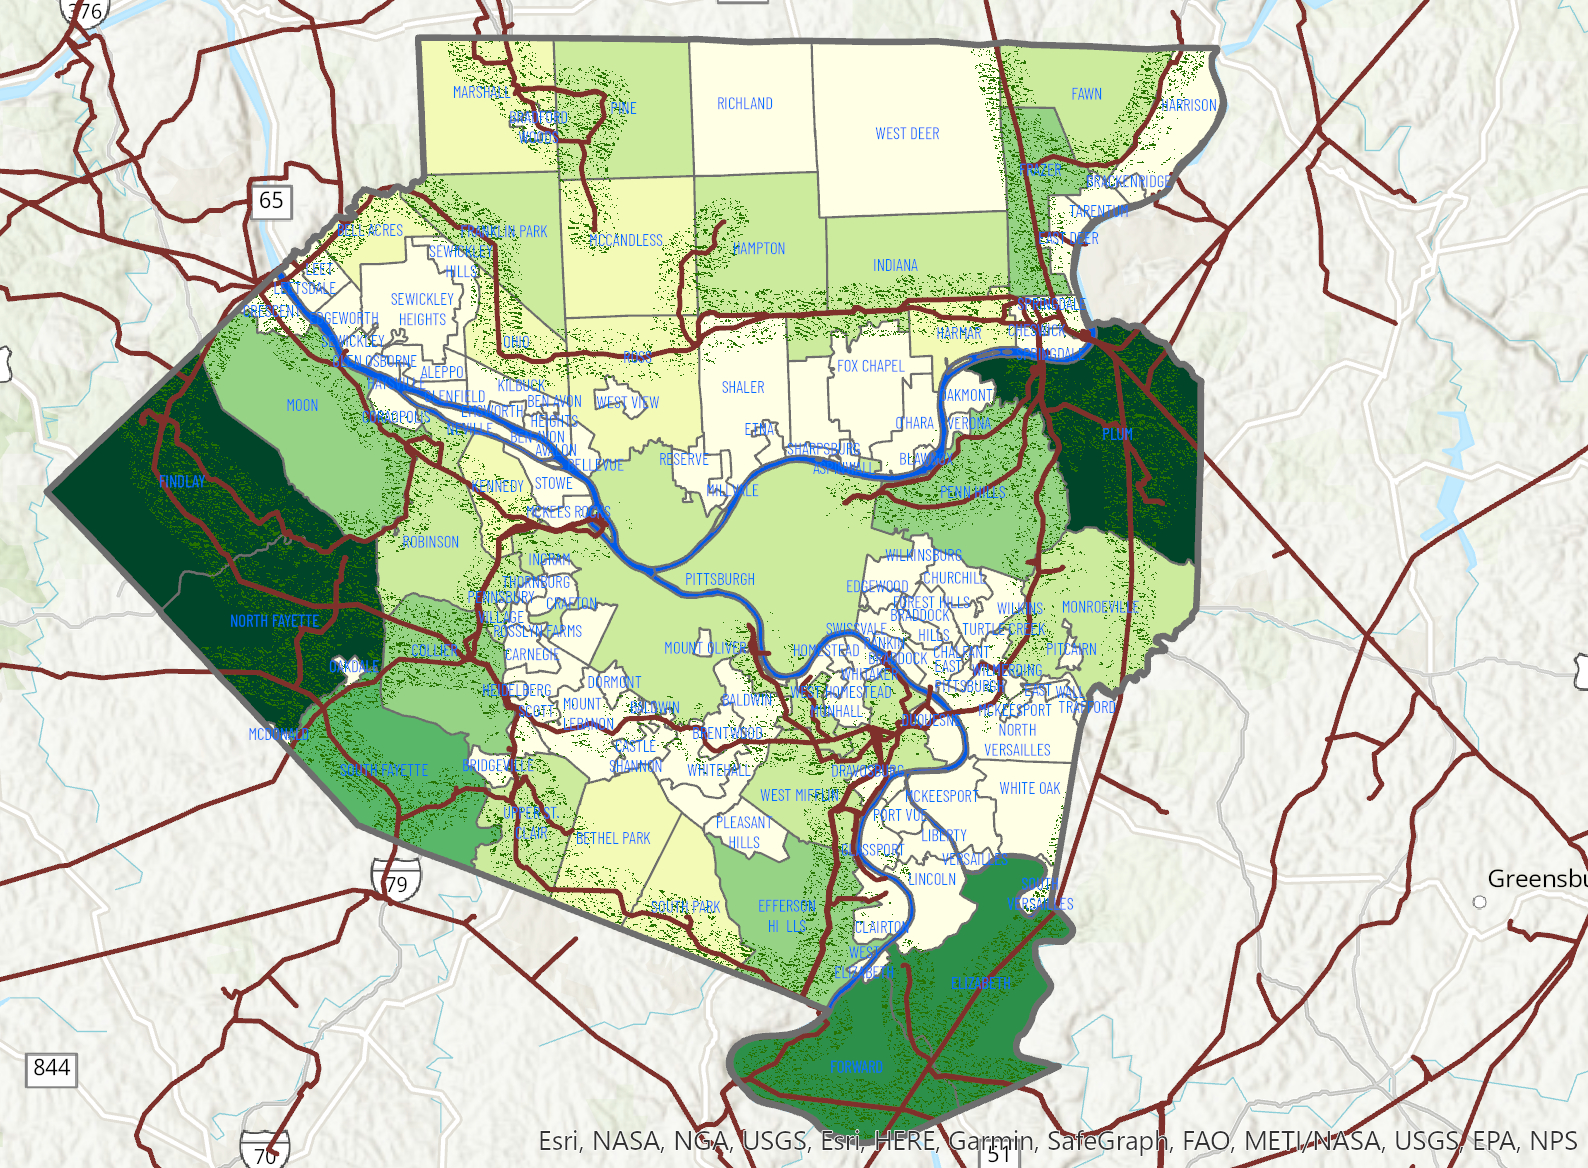 376
MARSHALL
PINE
BRADFORD
WOODS
RICHLAND
WEST DEER
FAWN
HARRISON
FRAZER
BRACKENRIDGE
TARENTUM
EAST DEER
65
BELL ACRES
FRANKLIN PARK
MCCANDLESS
HAMPTON
INDIANA
SEWICKLEY
HILLS
LEET
LEETSDALE
SEWICKLEY
HEIGHTS
CRESCENT
EDGEWORTH
SEWICKLEY
GLEN OSBORNE
ALEPPO
OHIO
ROSS
HARMAR
CHESWICK
SPRINGDALE
FOX CHAPEL
SHALER
KILBUCK
GLENFIELD
EMSWORTH
BEN AVON
HEIGHTS
BEN AVON
AVALON
BELLEVUE
WEST VIEW
MOON
CORAOPOLIS
NEVILLE
OAKMONT
OHARA
VERONA
ETNA
SHARPSBURG
ASPINWALL
BLAWNOX
RESERVE
MILLVALE
PLUM
FINDLAY
KENNEDY
STOWE
MCKEES ROCKS
PENN HILLS
ROBINSON
INGRAM
THORNBURG
PENNSBURY
VILLAGE
CRAFTON
ROSSLYN FARMS
CARNEGIE
PITTSBURGH
WILKINSBURG
EDGEWOOD
CHURCHILL
FOREST HILLS
BRADDOCK
HILLS
WILKINS
MONROEVILLE
TURTLE CREEK
SWISSVALE
RANKIN
BRADDOCK
CHALFANT
EAST
PITTSBURGH
WILMERDING
PITCAIRN
EAST
WALL
TRAFFORD
MCKEESPORT
NORTH
VERSAILLES
NORTH FAYETTE
OAKDALE
COLLIER
HEIDELBERG
SCOTT
MOUNT
LEBANON
DORMONT
MOUNT OLIVER
HOMESTEAD
WHITAKER
WEST HOMESTEAD
MUNHALL
DUQUESNE
BALDWIN
BALDWIN
BRENTWOOD
CASTLE
SHANNON
WHITEHALL
MCDONALD
SOUTH FAYETTE
BRIDGEVILLE
UPPER ST.
CLAIR
BETHEL PARK
PLEASANT
HILLS
WEST MIFFLIN
DRAVOSBURG
MCKEESPORT
PORT VUE
LIBERTY
WHITE OAK
GLASSPORT
VERSAILLES
LINCOLN
SOUTH
VERSAILLES
SOUTH PARK
EFFERSON
HI LLS
CLAIRTON
WEST
ELIZABETH
ELIZABETH
FORWARD
79
Greensbu
844
70
51
Esri, NASA, NGA, USGS, Esri, HERE, Garmin, SafeGraph, FAO, METI/NASA, USGS, EPA, NPS